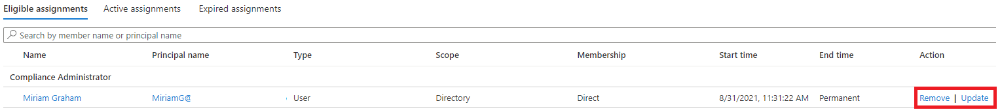 Eligible assignments Active assignments Expired assignments
Search by member name or principal name
Name Principal name Type Scope Membership Start time End time Action
Compliance Administrator
Miriam Graham MiriamG@ User Directory Direct 8/31/2021, 11:31:22 AM Permanent Remove | Update